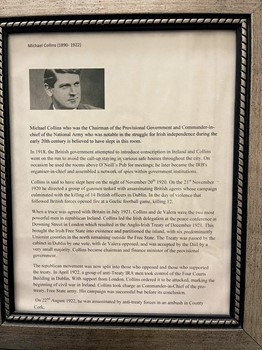 Michael Collins (1890- 1922)
Michael Collins who was the Chairman of the Provisional Government and Commander-in-
chief of the National Army who was notable in the struggle for Irish independence during the
early 20th century is believed to have slept in this room.
In 1918, the British government attempted to introduce conscription in Ireland and Collins
went on the run to avoid the call-up staying in various safe houses throughout the city. On
occasion he used the rooms above O'Neill's Pub for meetings; he later became the IRB's
organiser-in-chief and assembled a network of spies within government institutions;
Collins is said to have slept here on the night of November 20th 1920. On the 21st November
1920 he directed a group of gunmen tasked with assassinating British agents whose campaign
culminated with the killing of 14 British officers in Dublin. In the day of violence that
followed British forces opened fire at a Gaelic football game, killing 12.
When a truce was agreed with Britain in July 1921, Collins and de Valera were the two most
powerful men in republican Ireland. Collins led the Irish delegation at the peace conference at
Downing Street in London which resulted in the Anglo-Irish Treaty of December 1921. This
brought the Irish Free State into existence and partitioned the island, with six predominantly
Unionist counties in the north remaining outside the Free State. The Treaty was passed by the
cabinet in Dublin by one vote, with de Valera opposed, and was accepted by the Dáil by a
very small majority. Collins became chairman and finance minister of the provisional
government.
The republican movement was now split into those who supported and those who opposed
the treaty. In April 1922, a group of anti-Treaty IRA men took control of the Four Courts
Building in Dublin. With support from London, Collins ordered it to be attacked, marking the
beginning of civil war in Ireland. Collins took charge as Commander-in-Chief of the pro-
treaty, Free State army. His campaign was successful but before its conclusion.
On 22nd August 1922, he was assassinated by anti-treaty forces in an ambush in County
Cork.